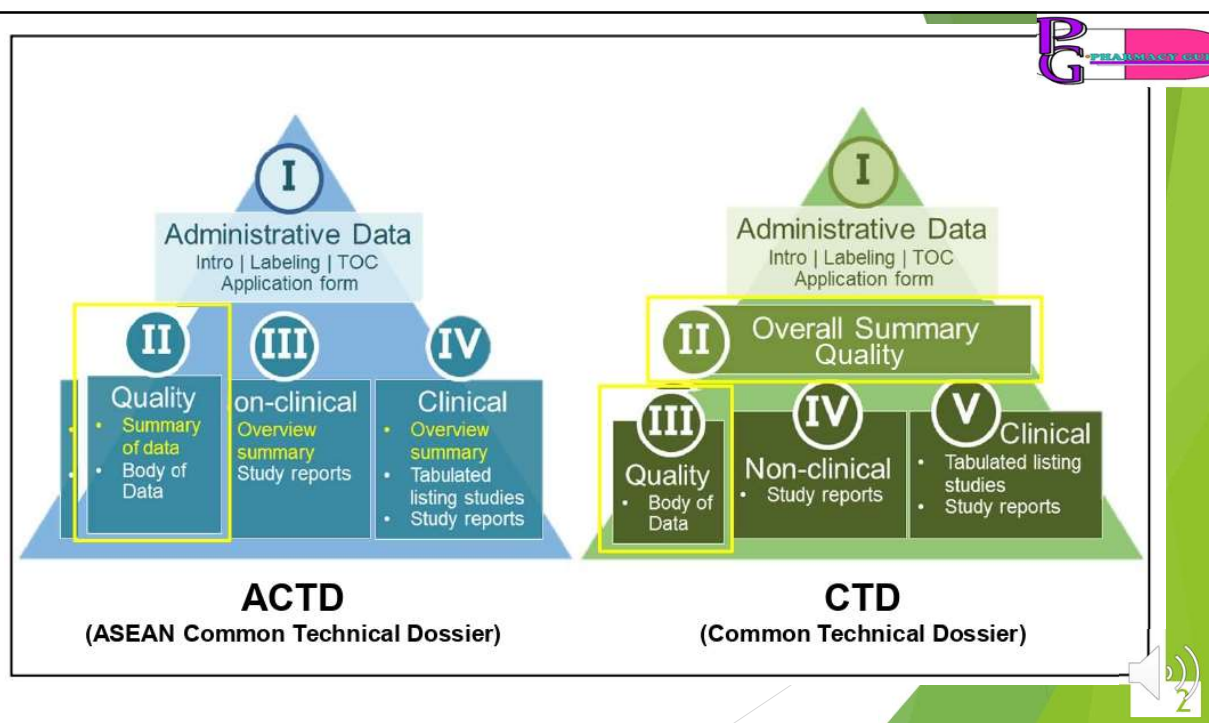 PG
PHARMACY GUI
I
Administrative Data
Intro | Labeling | TOC
Application form
II
Quality
• Summary
of data
• Body of
Data
III
on-clinical
Overview
summary
Study reports
IV
Clinical
• Overview
summary
• Tabulated
listing studies
• Study reports
ACTD
(ASEAN Common Technical Dossier)
I
Administrative Data
Intro | Labeling | TOC
Application form
II
Overall Summary
Quality
III
Quality
• Body of
Data
IV
Non-clinical
• Study reports
V
Clinical
• Tabulated listing
studies
• Study reports
CTD
(Common Technical Dossier)
2